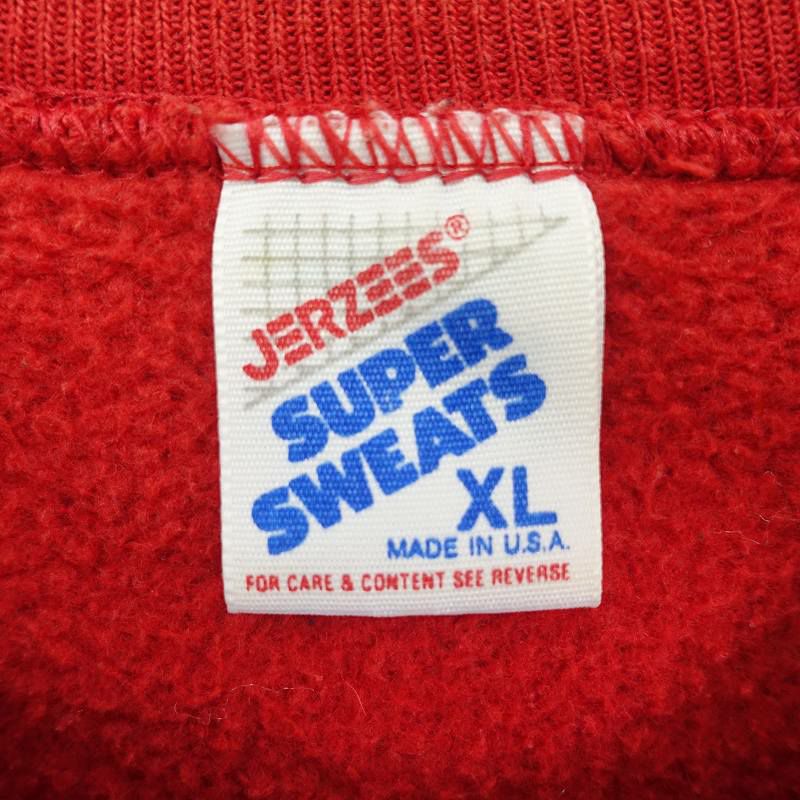 JERZEES®
SUPER
SWEATS
XL
MADE IN U.S.A.
FOR CARE & CONTENT SEE REVERSE